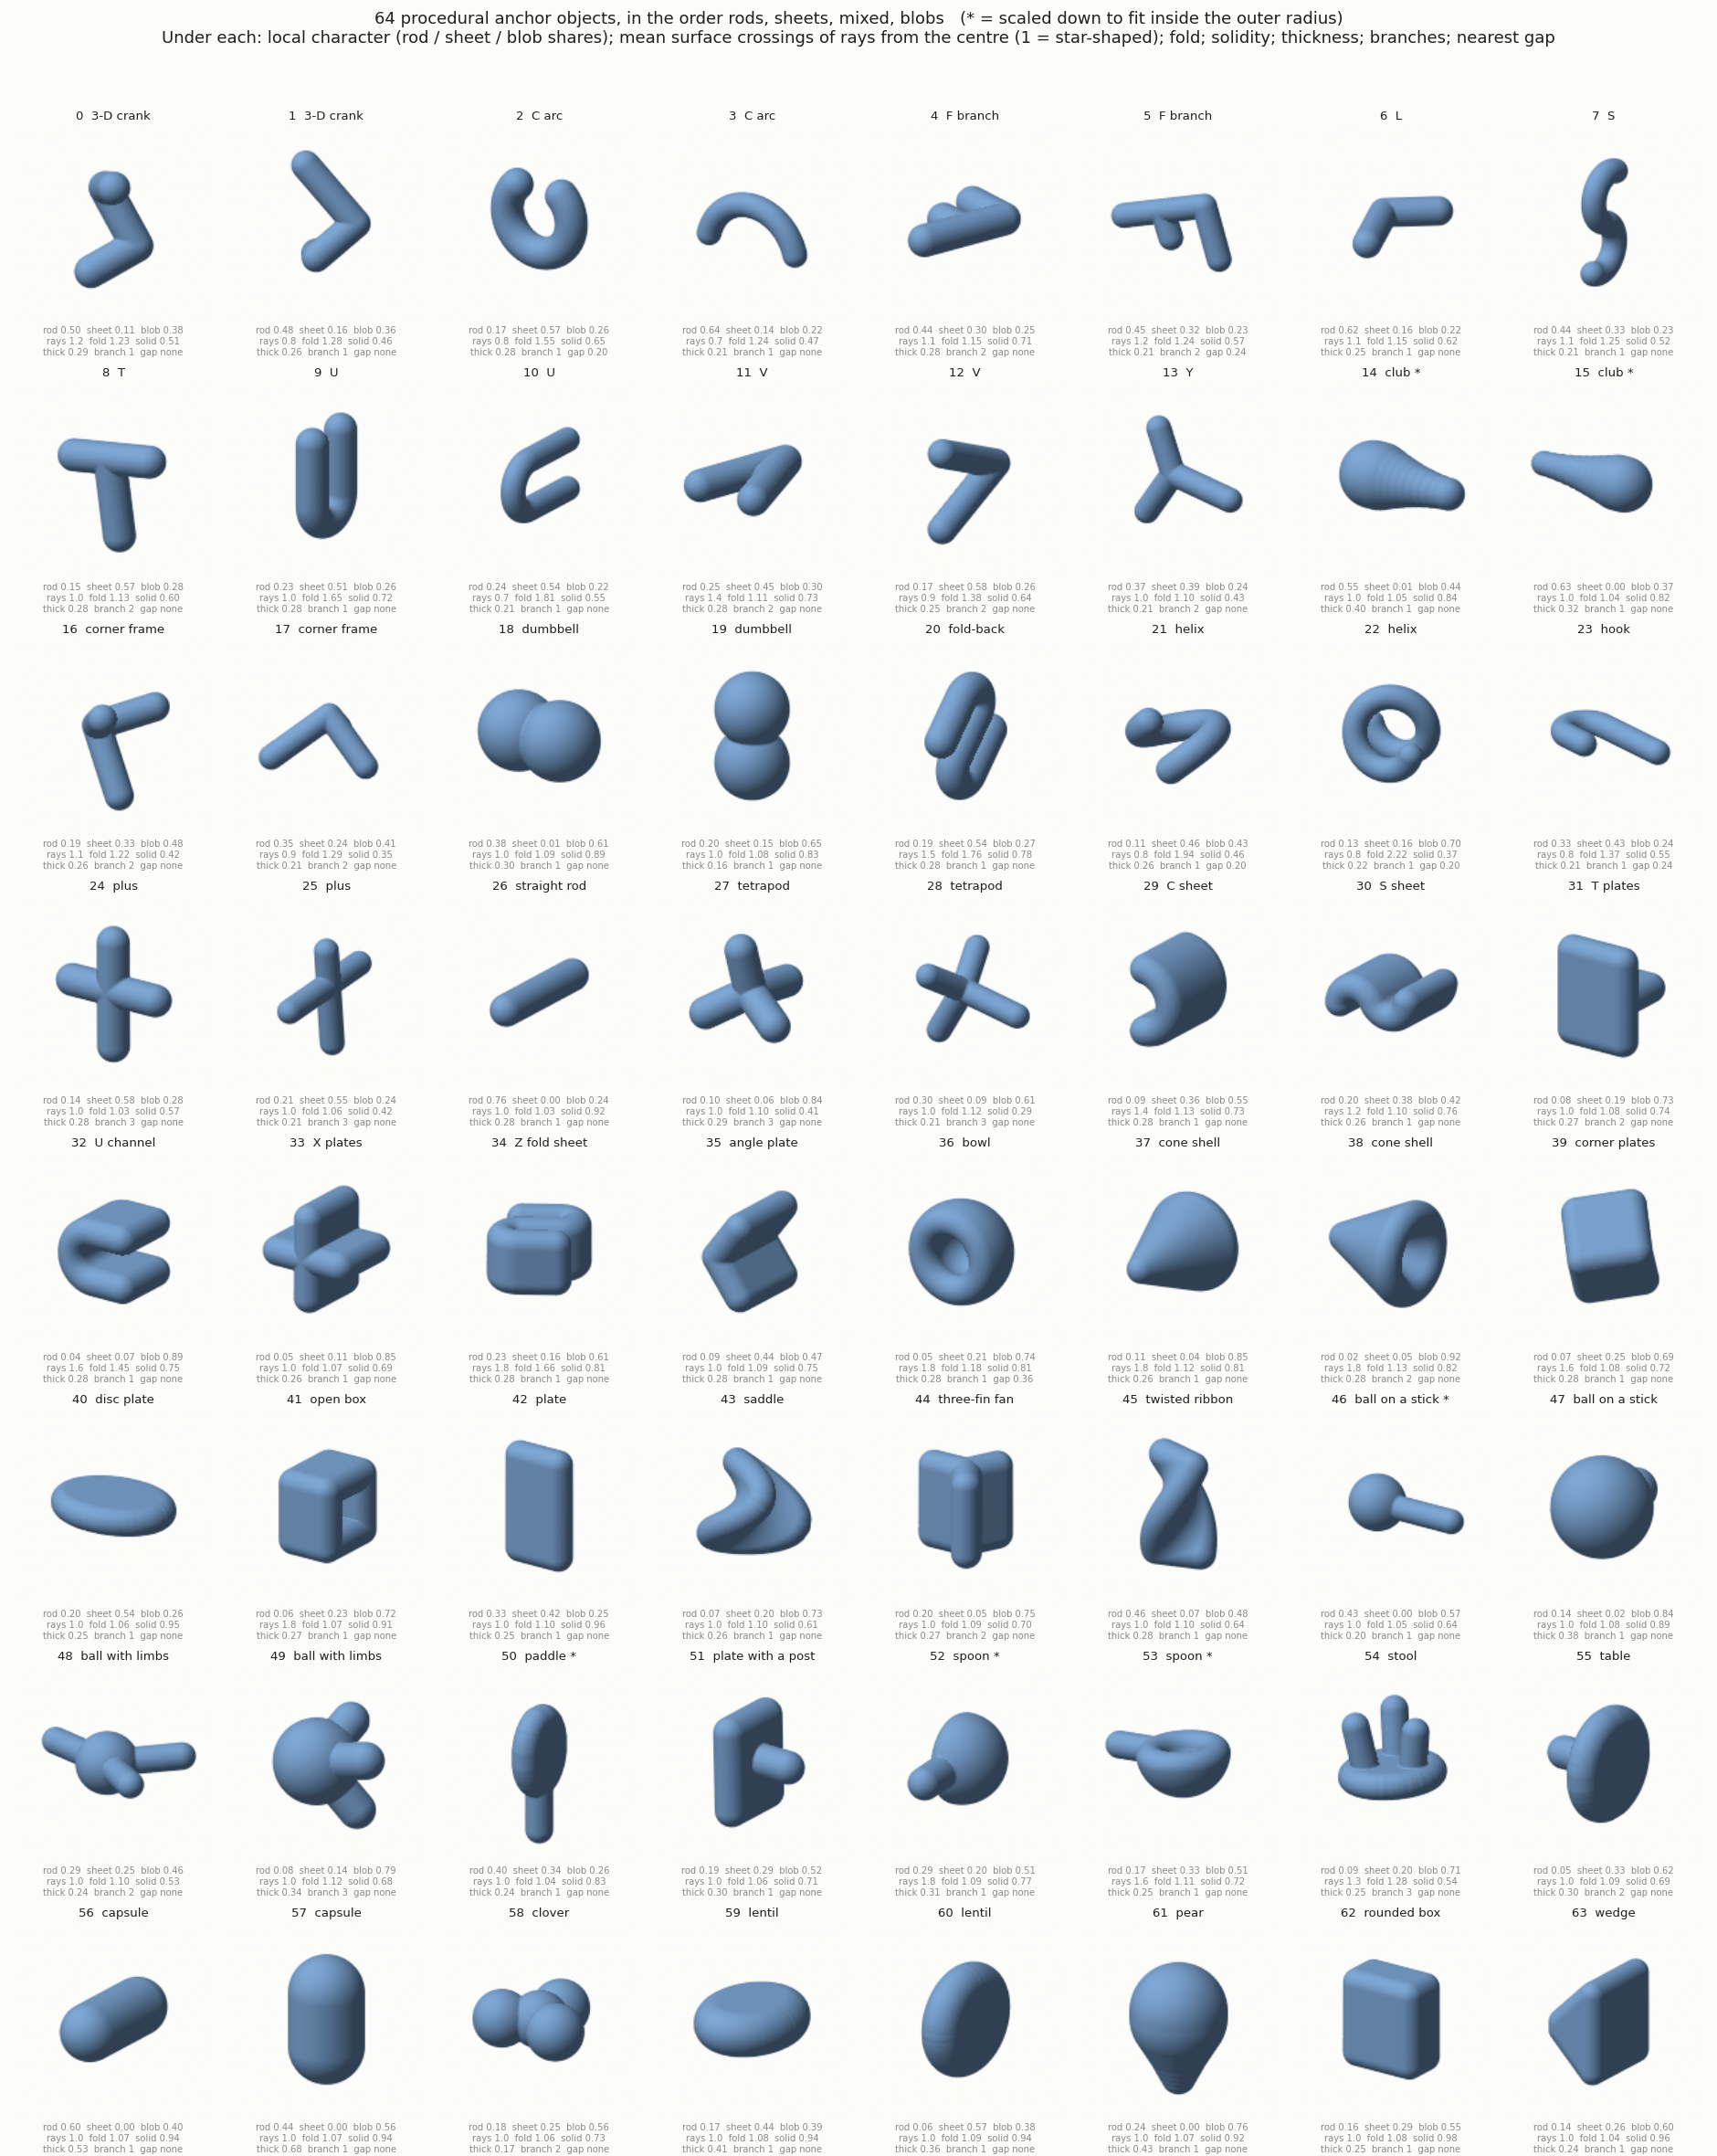 64 procedural anchor objects, in the order rods, sheets, mixed, blobs   (* = scaled down to fit inside the outer radius)
Under each: local character (rod / sheet / blob shares); mean surface crossings of rays from the centre (1 = star-shaped); fold; solidity; thickness; branches; nearest gap
0  3-D crank
1  3-D crank
2  C arc
3  C arc
4  F branch
5  F branch
6  L
7  S
rod 0.50  sheet 0.11  blob 0.38
rays 1.2  fold 1.23  solid 0.51
thick 0.29  branch 1  gap none
rod 0.48  sheet 0.16  blob 0.36
rays 0.8  fold 1.28  solid 0.46
thick 0.26  branch 1  gap none
rod 0.17  sheet 0.57  blob 0.26
rays 0.8  fold 1.55  solid 0.65
thick 0.28  branch 1  gap 0.20
rod 0.64  sheet 0.14  blob 0.22
rays 0.7  fold 1.24  solid 0.47
thick 0.21  branch 1  gap none
rod 0.44  sheet 0.30  blob 0.25
rays 1.1  fold 1.15  solid 0.71
thick 0.28  branch 2  gap none
rod 0.45  sheet 0.32  blob 0.23
rays 1.2  fold 1.24  solid 0.57
thick 0.21  branch 2  gap 0.24
rod 0.62  sheet 0.16  blob 0.22
rays 1.1  fold 1.15  solid 0.62
thick 0.25  branch 1  gap none
rod 0.44  sheet 0.33  blob 0.23
rays 1.1  fold 1.25  solid 0.52
thick 0.21  branch 1  gap none
8  T
9  U
10  U
11  V
12  V
13  Y
14  club *
15  club *
rod 0.15  sheet 0.57  blob 0.28
rays 1.0  fold 1.13  solid 0.60
thick 0.28  branch 2  gap none
rod 0.23  sheet 0.51  blob 0.26
rays 1.0  fold 1.65  solid 0.72
thick 0.28  branch 1  gap none
rod 0.24  sheet 0.54  blob 0.22
rays 0.7  fold 1.81  solid 0.55
thick 0.21  branch 1  gap none
rod 0.25  sheet 0.45  blob 0.30
rays 1.4  fold 1.11  solid 0.73
thick 0.28  branch 2  gap none
rod 0.17  sheet 0.58  blob 0.26
rays 0.9  fold 1.38  solid 0.64
thick 0.25  branch 2  gap none
rod 0.37  sheet 0.39  blob 0.24
rays 1.0  fold 1.10  solid 0.43
thick 0.21  branch 2  gap none
rod 0.55  sheet 0.01  blob 0.44
rays 1.0  fold 1.05  solid 0.84
thick 0.40  branch 1  gap none
rod 0.63  sheet 0.00  blob 0.37
rays 1.0  fold 1.04  solid 0.82
thick 0.32  branch 1  gap none
16  corner frame
17  corner frame
18  dumbbell
19  dumbbell
20  fold-back
21  helix
22  helix
23  hook
rod 0.19  sheet 0.33  blob 0.48
rays 1.1  fold 1.22  solid 0.42
thick 0.26  branch 2  gap none
rod 0.35  sheet 0.24  blob 0.41
rays 0.9  fold 1.29  solid 0.35
thick 0.21  branch 2  gap none
rod 0.38  sheet 0.01  blob 0.61
rays 1.0  fold 1.09  solid 0.89
thick 0.30  branch 1  gap none
rod 0.20  sheet 0.15  blob 0.65
rays 1.0  fold 1.08  solid 0.83
thick 0.16  branch 1  gap none
rod 0.19  sheet 0.54  blob 0.27
rays 1.5  fold 1.76  solid 0.78
thick 0.28  branch 1  gap none
rod 0.11  sheet 0.46  blob 0.43
rays 0.8  fold 1.94  solid 0.46
thick 0.26  branch 1  gap 0.20
rod 0.13  sheet 0.16  blob 0.70
rays 0.8  fold 2.22  solid 0.37
thick 0.22  branch 1  gap 0.20
rod 0.33  sheet 0.43  blob 0.24
rays 0.8  fold 1.37  solid 0.55
thick 0.21  branch 1  gap 0.24
24  plus
25  plus
26  straight rod
27  tetrapod
28  tetrapod
29  C sheet
30  S sheet
31  T plates
rod 0.14  sheet 0.58  blob 0.28
rays 1.0  fold 1.03  solid 0.57
thick 0.28  branch 3  gap none
rod 0.21  sheet 0.55  blob 0.24
rays 1.0  fold 1.06  solid 0.42
thick 0.21  branch 3  gap none
rod 0.76  sheet 0.00  blob 0.24
rays 1.0  fold 1.03  solid 0.92
thick 0.28  branch 1  gap none
rod 0.10  sheet 0.06  blob 0.84
rays 1.0  fold 1.10  solid 0.41
thick 0.29  branch 3  gap none
rod 0.30  sheet 0.09  blob 0.61
rays 1.0  fold 1.12  solid 0.29
thick 0.21  branch 3  gap none
rod 0.09  sheet 0.36  blob 0.55
rays 1.4  fold 1.13  solid 0.73
thick 0.28  branch 1  gap none
rod 0.20  sheet 0.38  blob 0.42
rays 1.2  fold 1.10  solid 0.76
thick 0.26  branch 1  gap none
rod 0.08  sheet 0.19  blob 0.73
rays 1.0  fold 1.08  solid 0.74
thick 0.27  branch 2  gap none
32  U channel
33  X plates
34  Z fold sheet
35  angle plate
36  bowl
37  cone shell
38  cone shell
39  corner plates
rod 0.04  sheet 0.07  blob 0.89
rays 1.6  fold 1.45  solid 0.75
thick 0.28  branch 1  gap none
rod 0.05  sheet 0.11  blob 0.85
rays 1.0  fold 1.07  solid 0.69
thick 0.26  branch 1  gap none
rod 0.23  sheet 0.16  blob 0.61
rays 1.8  fold 1.66  solid 0.81
thick 0.28  branch 1  gap none
rod 0.09  sheet 0.44  blob 0.47
rays 1.0  fold 1.09  solid 0.75
thick 0.28  branch 1  gap none
rod 0.05  sheet 0.21  blob 0.74
rays 1.8  fold 1.18  solid 0.81
thick 0.28  branch 1  gap 0.36
rod 0.11  sheet 0.04  blob 0.85
rays 1.8  fold 1.12  solid 0.81
thick 0.26  branch 1  gap none
rod 0.02  sheet 0.05  blob 0.92
rays 1.8  fold 1.13  solid 0.82
thick 0.28  branch 2  gap none
rod 0.07  sheet 0.25  blob 0.69
rays 1.6  fold 1.08  solid 0.72
thick 0.28  branch 1  gap none
40  disc plate
41  open box
42  plate
43  saddle
44  three-fin fan
45  twisted ribbon
46  ball on a stick *
47  ball on a stick
rod 0.20  sheet 0.54  blob 0.26
rays 1.0  fold 1.06  solid 0.95
thick 0.25  branch 1  gap none
rod 0.06  sheet 0.23  blob 0.72
rays 1.8  fold 1.07  solid 0.91
thick 0.27  branch 1  gap none
rod 0.33  sheet 0.42  blob 0.25
rays 1.0  fold 1.10  solid 0.96
thick 0.25  branch 1  gap none
rod 0.07  sheet 0.20  blob 0.73
rays 1.0  fold 1.10  solid 0.61
thick 0.26  branch 1  gap none
rod 0.20  sheet 0.05  blob 0.75
rays 1.0  fold 1.09  solid 0.70
thick 0.27  branch 2  gap none
rod 0.46  sheet 0.07  blob 0.48
rays 1.0  fold 1.10  solid 0.64
thick 0.28  branch 1  gap none
rod 0.43  sheet 0.00  blob 0.57
rays 1.0  fold 1.05  solid 0.64
thick 0.20  branch 1  gap none
rod 0.14  sheet 0.02  blob 0.84
rays 1.0  fold 1.08  solid 0.89
thick 0.38  branch 1  gap none
48  ball with limbs
49  ball with limbs
50  paddle *
51  plate with a post
52  spoon *
53  spoon *
54  stool
55  table
rod 0.29  sheet 0.25  blob 0.46
rays 1.0  fold 1.10  solid 0.53
thick 0.24  branch 2  gap none
rod 0.08  sheet 0.14  blob 0.79
rays 1.0  fold 1.12  solid 0.68
thick 0.34  branch 3  gap none
rod 0.40  sheet 0.34  blob 0.26
rays 1.0  fold 1.04  solid 0.83
thick 0.24  branch 1  gap none
rod 0.19  sheet 0.29  blob 0.52
rays 1.0  fold 1.06  solid 0.71
thick 0.30  branch 1  gap none
rod 0.29  sheet 0.20  blob 0.51
rays 1.8  fold 1.09  solid 0.77
thick 0.31  branch 1  gap none
rod 0.17  sheet 0.33  blob 0.51
rays 1.6  fold 1.11  solid 0.72
thick 0.25  branch 1  gap none
rod 0.09  sheet 0.20  blob 0.71
rays 1.3  fold 1.28  solid 0.54
thick 0.25  branch 3  gap none
rod 0.05  sheet 0.33  blob 0.62
rays 1.0  fold 1.09  solid 0.69
thick 0.30  branch 2  gap none
56  capsule
57  capsule
58  clover
59  lentil
60  lentil
61  pear
62  rounded box
63  wedge
rod 0.60  sheet 0.00  blob 0.40
rays 1.0  fold 1.07  solid 0.94
thick 0.53  branch 1  gap none
rod 0.44  sheet 0.00  blob 0.56
rays 1.0  fold 1.07  solid 0.94
thick 0.68  branch 1  gap none
rod 0.18  sheet 0.25  blob 0.56
rays 1.0  fold 1.06  solid 0.73
thick 0.17  branch 2  gap none
rod 0.17  sheet 0.44  blob 0.39
rays 1.0  fold 1.08  solid 0.94
thick 0.41  branch 1  gap none
rod 0.06  sheet 0.57  blob 0.38
rays 1.0  fold 1.09  solid 0.94
thick 0.36  branch 1  gap none
rod 0.24  sheet 0.00  blob 0.76
rays 1.0  fold 1.07  solid 0.92
thick 0.43  branch 1  gap none
rod 0.16  sheet 0.29  blob 0.55
rays 1.0  fold 1.08  solid 0.98
thick 0.25  branch 1  gap none
rod 0.14  sheet 0.26  blob 0.60
rays 1.0  fold 1.04  solid 0.96
thick 0.24  branch 1  gap none